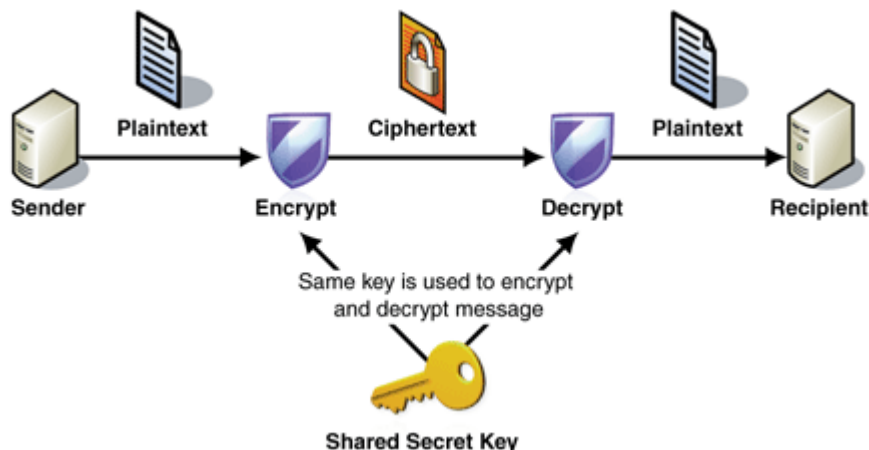 Plaintext
Ciphertext
Plaintext
Sender
Encrypt
Decrypt
Recipient
Same key is used to encrypt
and decrypt message
Shared Secret Key